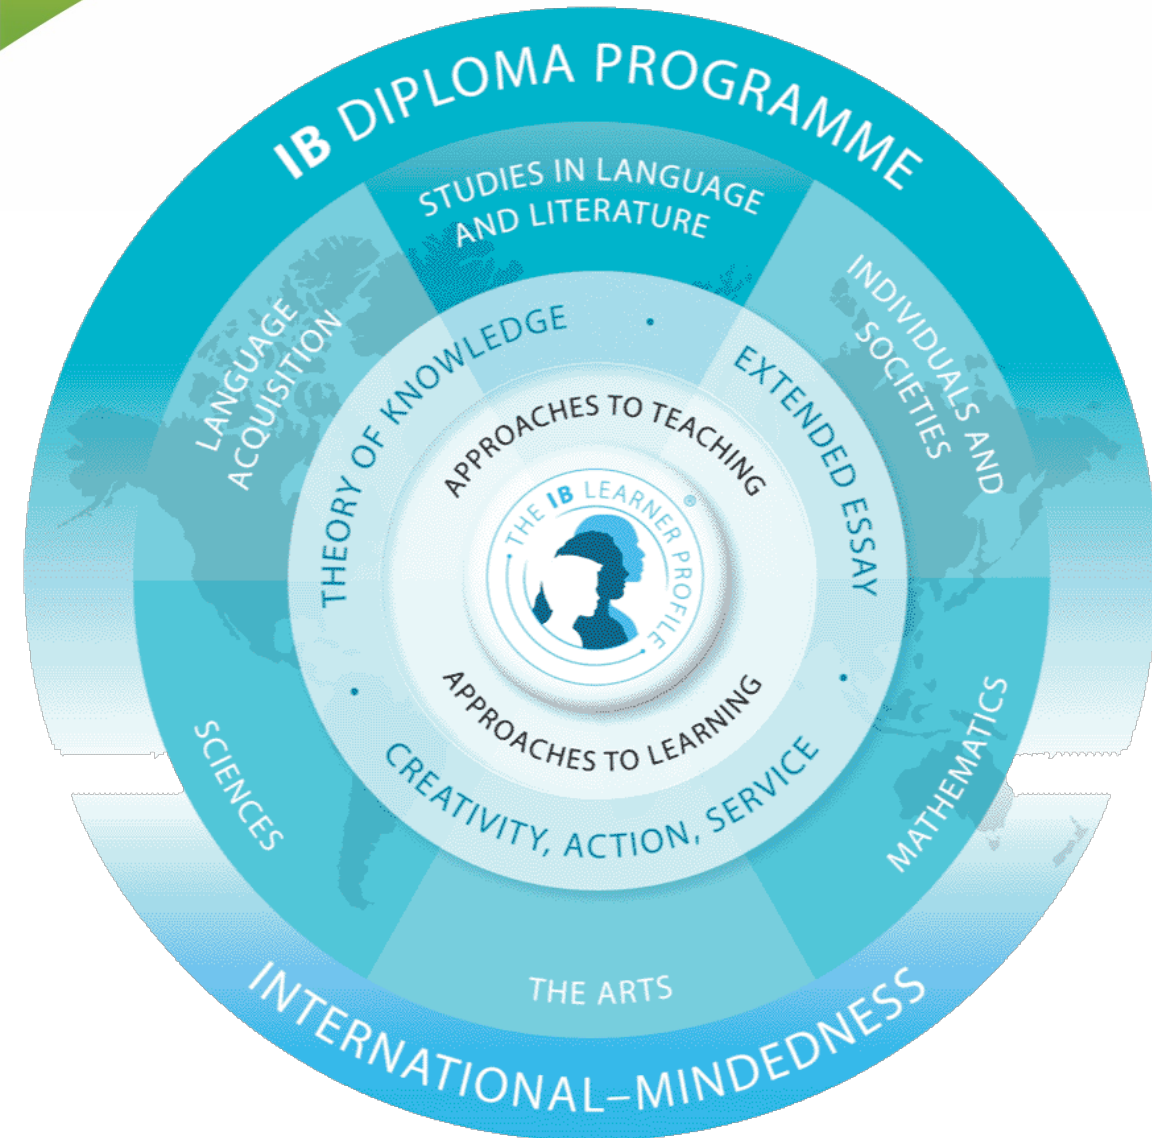 IB DIPLOMA PROGRAMME
STUDIES IN LANGUAGE
AND LITERATURE
LANGUAGE
ACQUISITION
INDIVIDUALS AND
SOCIETIES
THEORY OF KNOWLEDGE
EXTENDED ESSAY
APPROACHES TO TEACHING
THE IB LEARNER PROFILE ®
APPROACHES TO LEARNING
CREATIVITY, ACTION, SERVICE
SCIENCES
MATHEMATICS
THE ARTS
INTERNATIONAL–MINDEDNESS